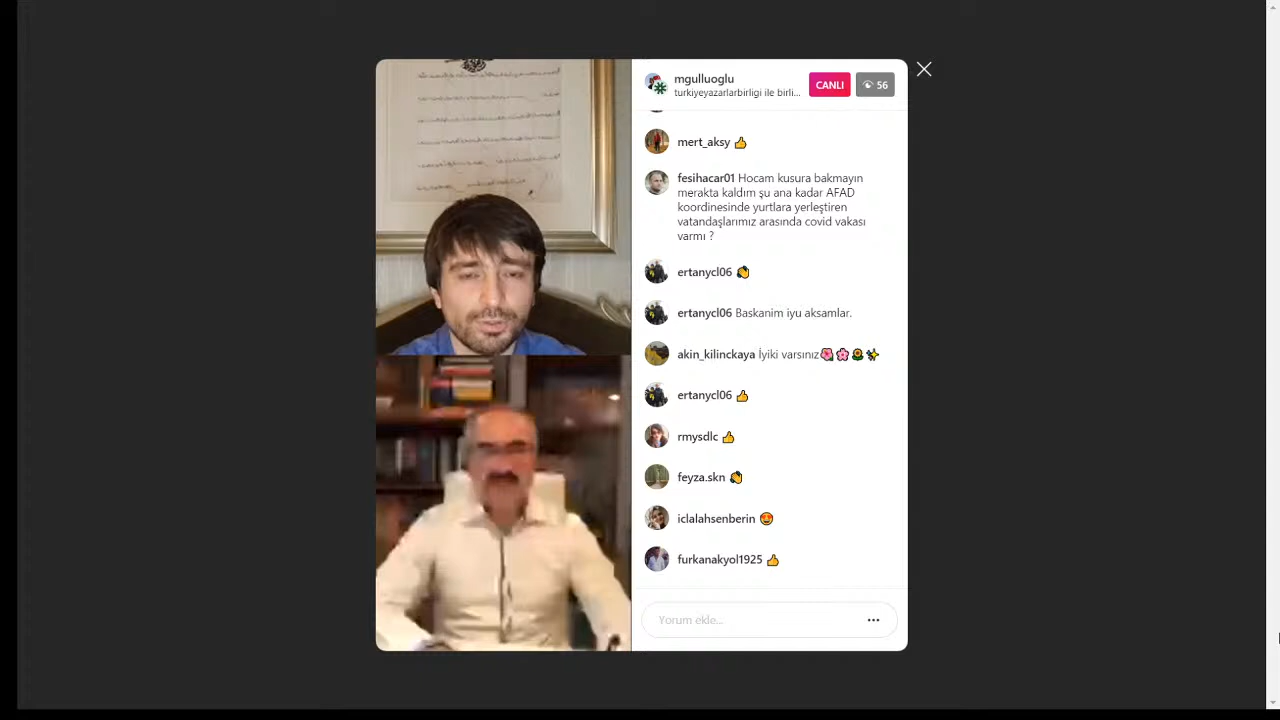 mgulluoglu
turkiyeyazarlarbirligi ile birli...
CANLI
56
mert_aksy
fesihacar01 Hocam kusura bakmayın
merakta kaldım şu ana kadar AFAD
koordinesinde yurtlara yerleştiren
vatandaşlarımız arasında covid vakası
varmı ?
ertanycl06
ertanycl06 Baskanim iyu aksamlar.
akin_kilinckaya İyiki varsınız
ertanycl06
rmysdlc
feyza.skn
iclalahsenberin
furkanakyol1925
Yorum ekle...